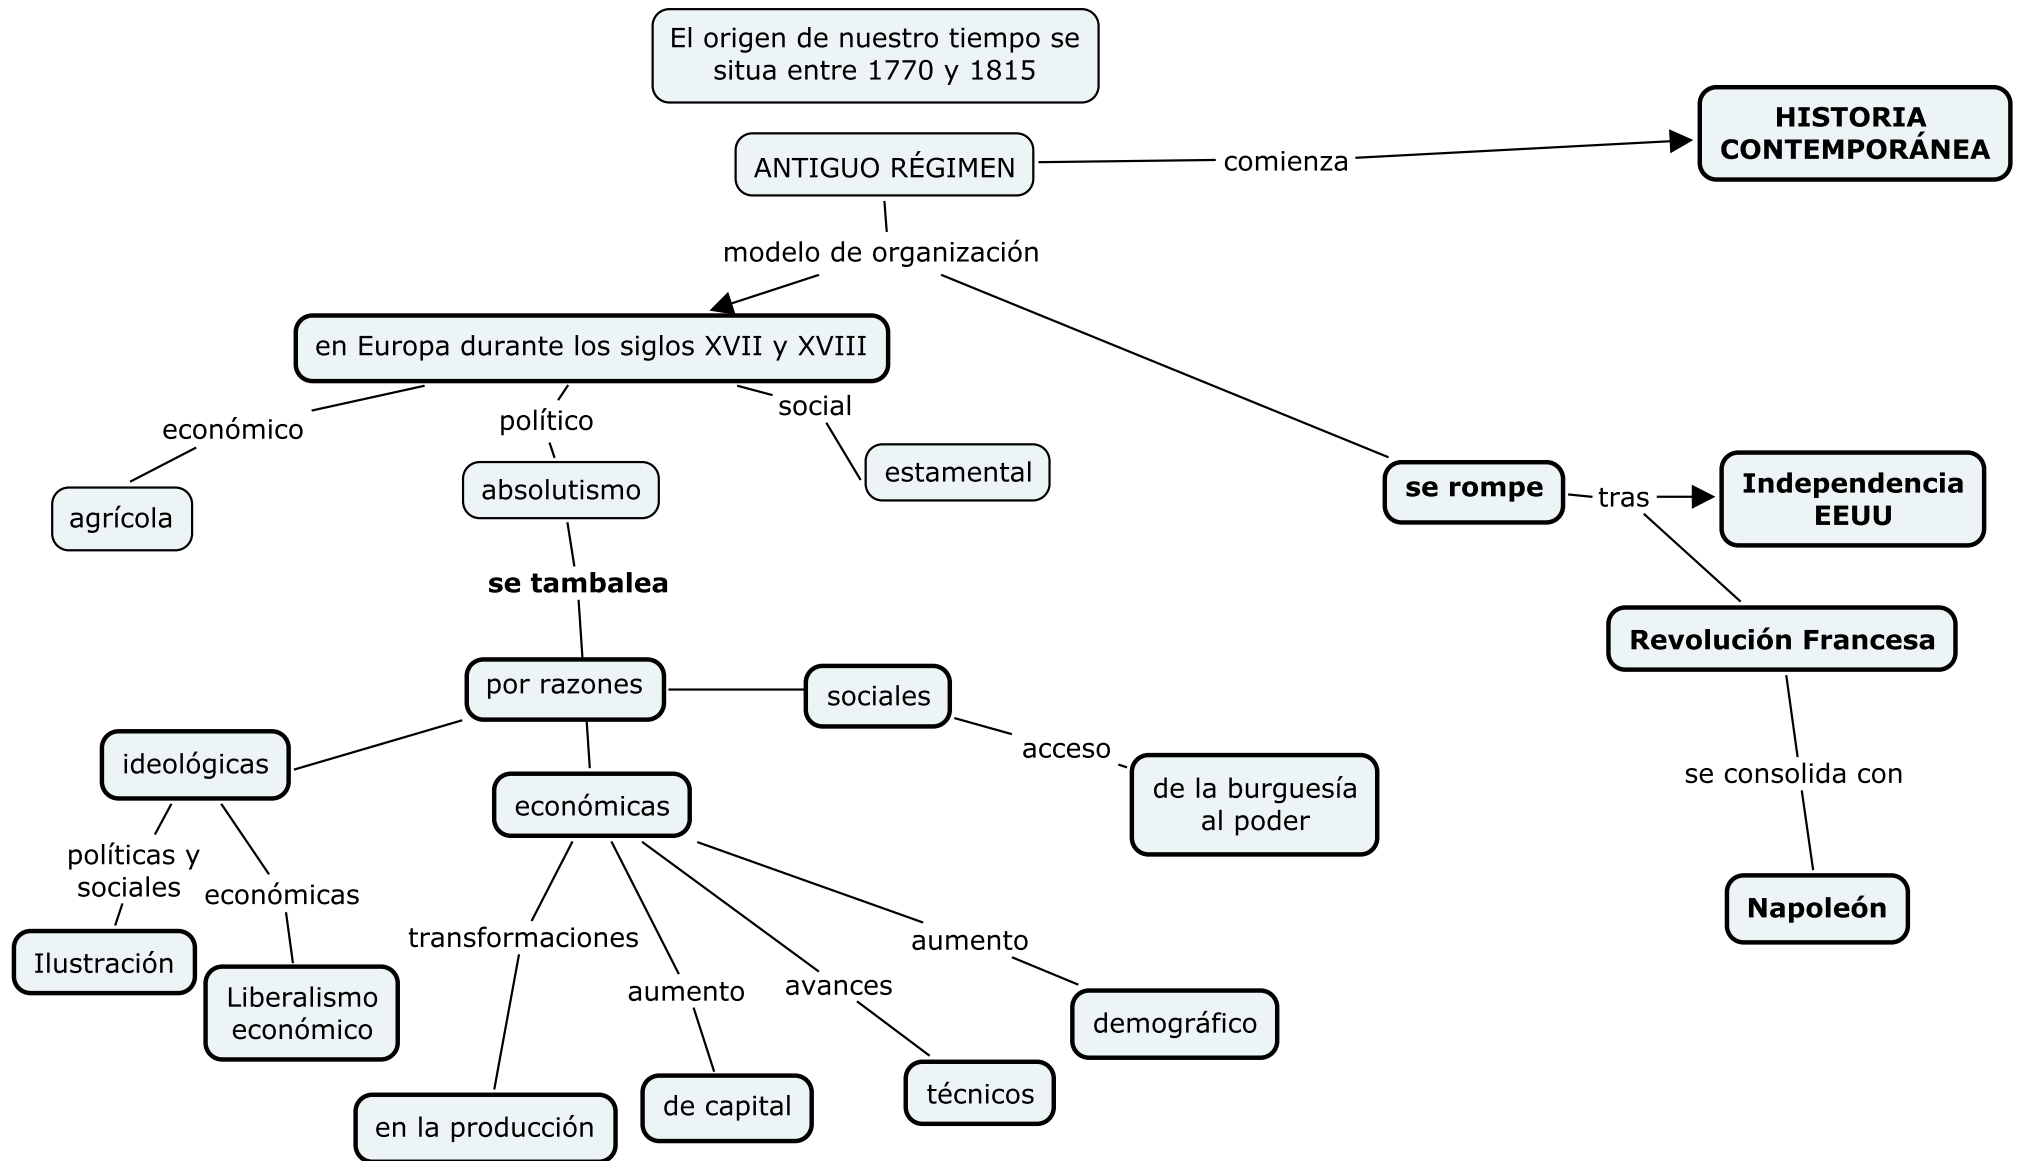 El origen de nuestro tiempo se
situa entre 1770 y 1815
HISTORIA
CONTEMPORÁNEA
ANTIGUO RÉGIMEN
comienza
modelo de organización
en Europa durante los siglos XVII y XVIII
económico
político
social
agrícola
absolutismo
estamental
se rompe
tras
Independencia
EEUU
se tambalea
Revolución Francesa
por razones
sociales
acceso
de la burguesía
al poder
se consolida con
Napoleón
ideológicas
económicas
políticas y
sociales
económicas
Ilustración
Liberalismo
económico
transformaciones
aumento
avances
aumento
en la producción
de capital
técnicos
demográfico